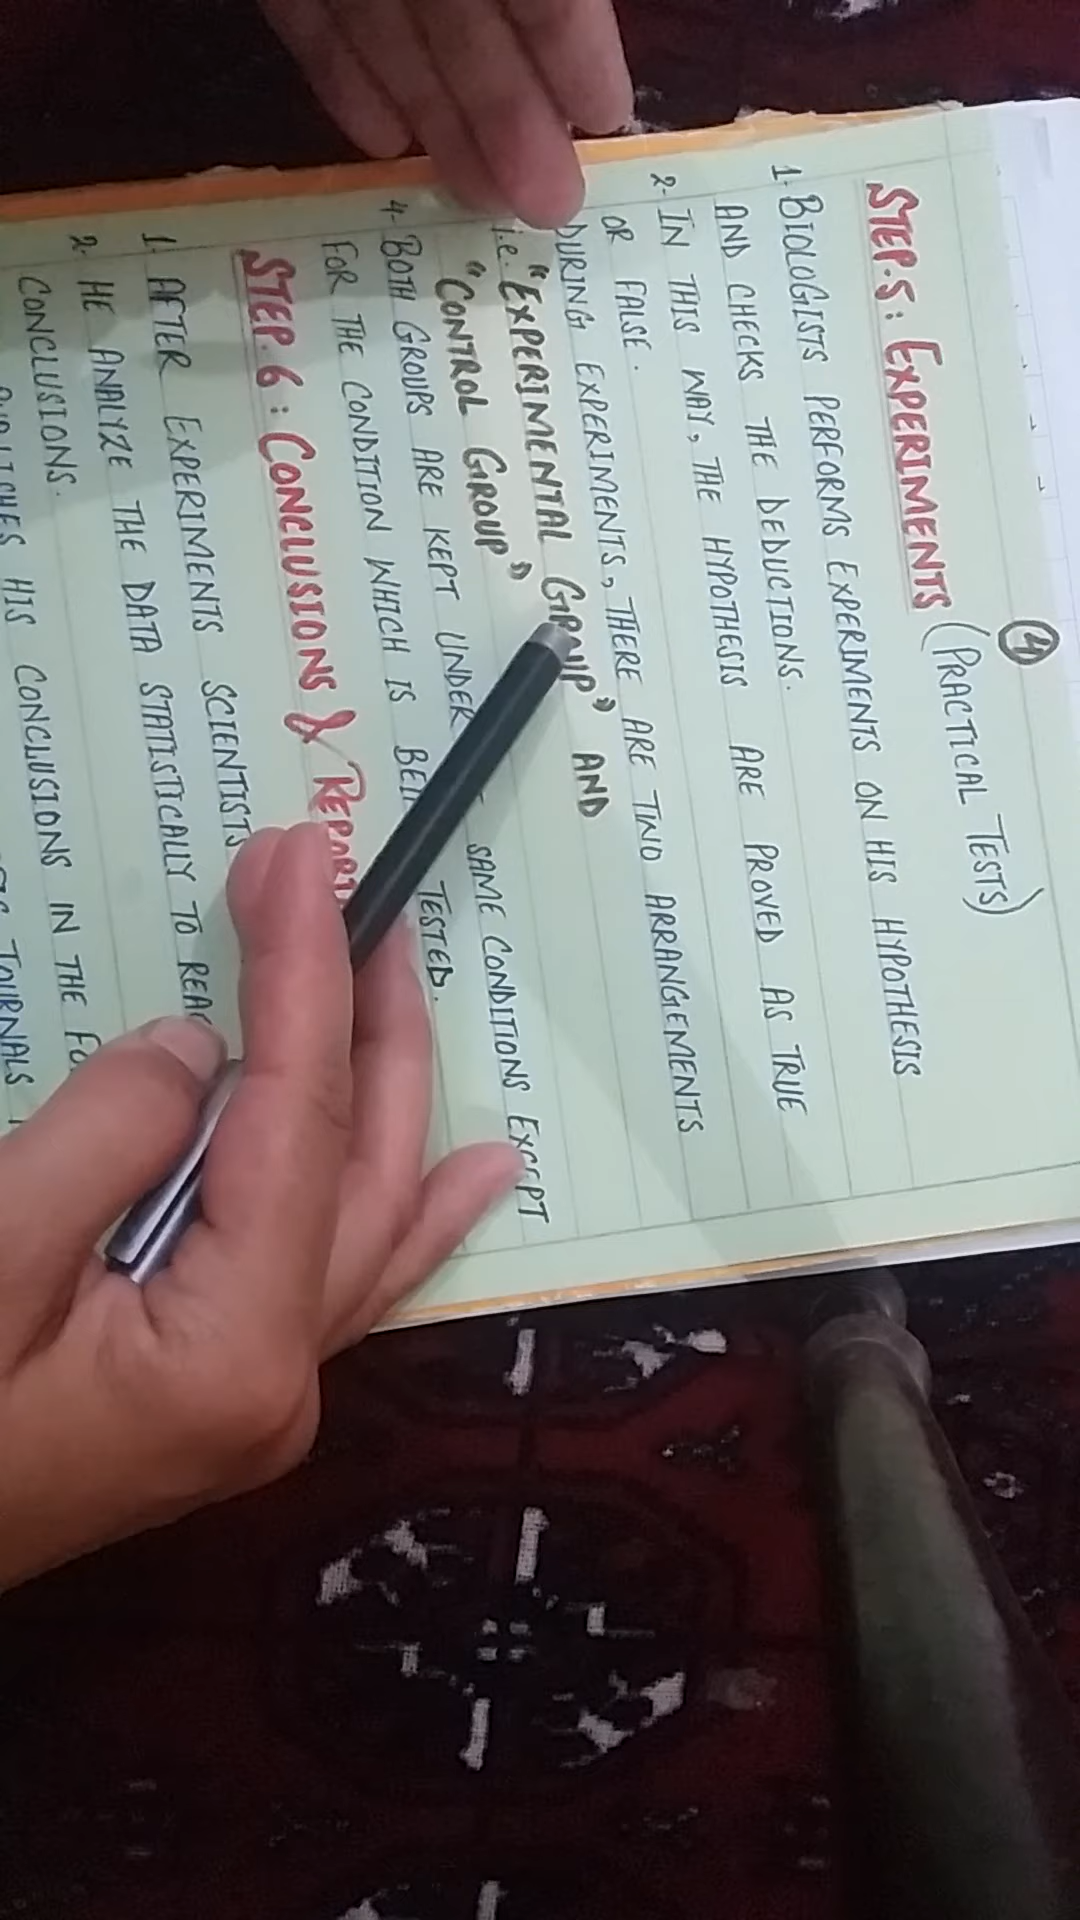 4
STEP.5: EXPERIMENTS (PRACTICAL TESTS)
1- BIOLOGISTS PERFORMS EXPERIMENTS ON HIS HYPOTHESIS
AND CHECKS THE DEDUCTIONS.
2- IN THIS WAY, THE HYPOTHESIS ARE PROVED AS TRUE
OR FALSE.
DURING EXPERIMENTS, THERE ARE TWO ARRANGEMENTS
i.e. "EXPERIMENTAL GROUP" AND
"CONTROL GROUP"
4- BOTH GROUPS ARE KEPT UNDER SAME CONDITIONS EXCEPT
FOR THE CONDITION WHICH IS TESTED.
STEP.6: CONCLUSIONS &
1- AFTER EXPERIMENTS SCIENTISTS
2- HE ANALYZE THE DATA STATISTICALLY TO
CONCLUSIONS.
HIS CONCLUSIONS IN THE
JOURNALS